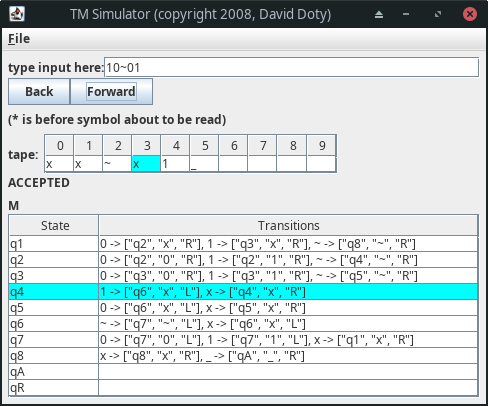 TM Simulator (copyright 2008, David Doty)
File
type input here: 10~01
Back Forward
(* is before symbol about to be read)
0 1 2 3 4 5 6 7 8 9
tape: x x ~ x 1 _
ACCEPTED
M
State Transitions
q1 0 -> ["q2", "x", "R"], 1 -> ["q3", "x", "R"], ~ -> ["q8", "~", "R"]
q2 0 -> ["q2", "0", "R"], 1 -> ["q2", "1", "R"], ~ -> ["q4", "~", "R"]
q3 0 -> ["q3", "0", "R"], 1 -> ["q3", "1", "R"], ~ -> ["q5", "~", "R"]
q4 1 -> ["q6", "x", "L"], x -> ["q4", "x", "R"]
q5 0 -> ["q6", "x", "L"], x -> ["q5", "x", "R"]
q6 ~ -> ["q7", "~", "L"], x -> ["q6", "x", "L"]
q7 0 -> ["q7", "0", "L"], 1 -> ["q7", "1", "L"], x -> ["q1", "x", "R"]
q8 x -> ["q8", "x", "R"], _ -> ["qA", "_", "R"]
qA
qR